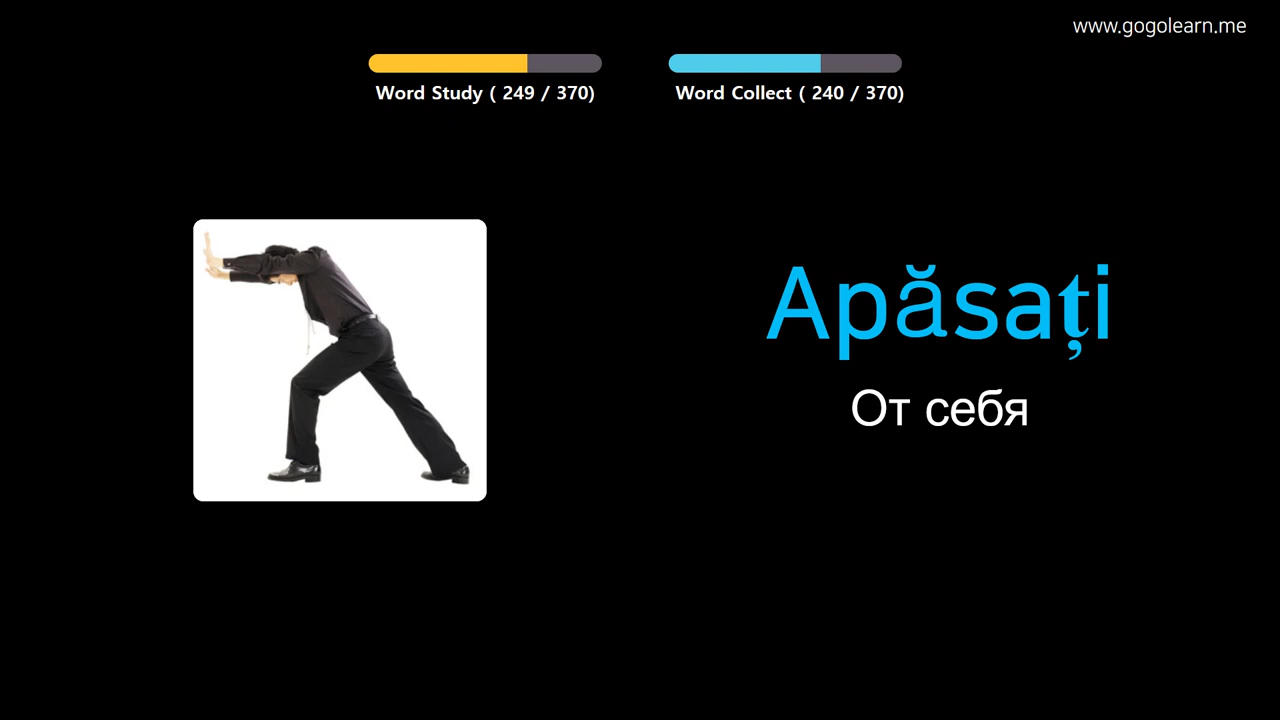 www.gogolearn.me
Word Study ( 249 / 370)
Word Collect ( 240 / 370)
Apăsați
От себя